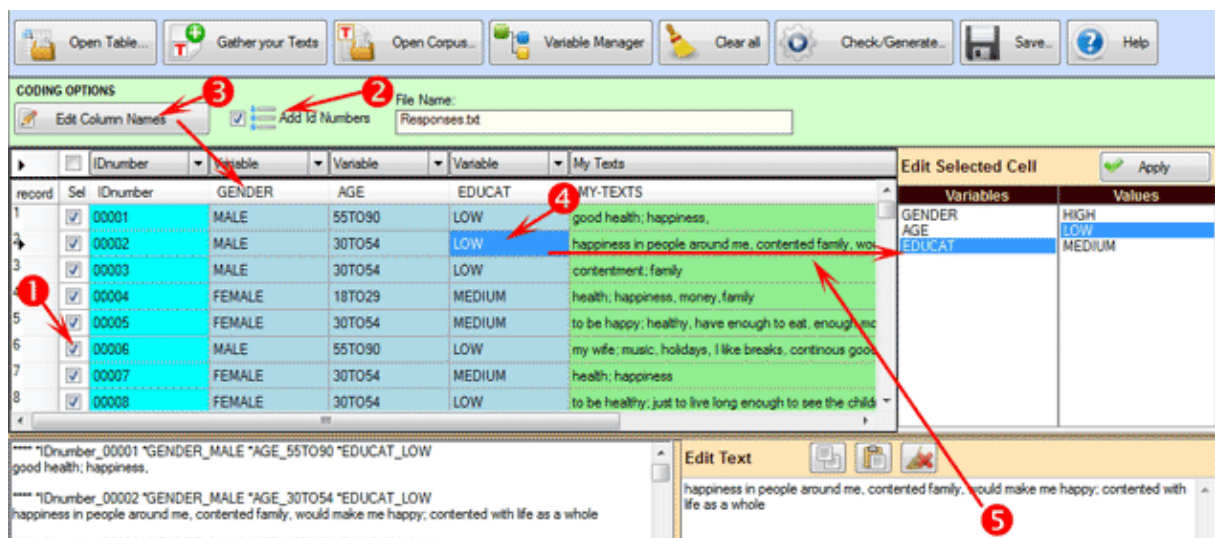 Open Table... Gather your Texts Open Corpus... Variable Manager Clear all Check/Generate... Save... Help
CODING OPTIONS
3
2
File Name:
Edit Column Names Add Id Numbers Responses.txt
IDnumber Variable Variable Variable My Texts Edit Selected Cell Apply
record Sel IDnumber GENDER AGE EDUCAT MY-TEXTS Variables Values
4
1 00001 MALE 55TO90 LOW good health; happiness, GENDER HIGH
AGE LOW
2 00002 MALE 30TO54 LOW happiness in people around me, contented family, EDUCAT MEDIUM
3 00003 MALE 30TO54 LOW contentment; family
1
4 00004 FEMALE 18TO29 MEDIUM health; happiness, money, family
5 00005 FEMALE 30TO54 MEDIUM to be happy; healthy, have enough to eat, enough
6 00006 MALE 55TO90 LOW my wife; music, holidays, I like breaks, continous
7 00007 FEMALE 30TO54 MEDIUM health; happiness
8 00008 FEMALE 30TO54 LOW to be healthy; just to live long enough to see the
**** *IDnumber_00001 *GENDER_MALE *AGE_55TO90 *EDUCAT_LOW
good health; happiness,
**** *IDnumber_00002 *GENDER_MALE *AGE_30TO54 *EDUCAT_LOW
happiness in people around me, contented family, would make me happy; contented with life as a whole
Edit Text
happiness in people around me, contented family, would make me happy; contented with
life as a whole
5